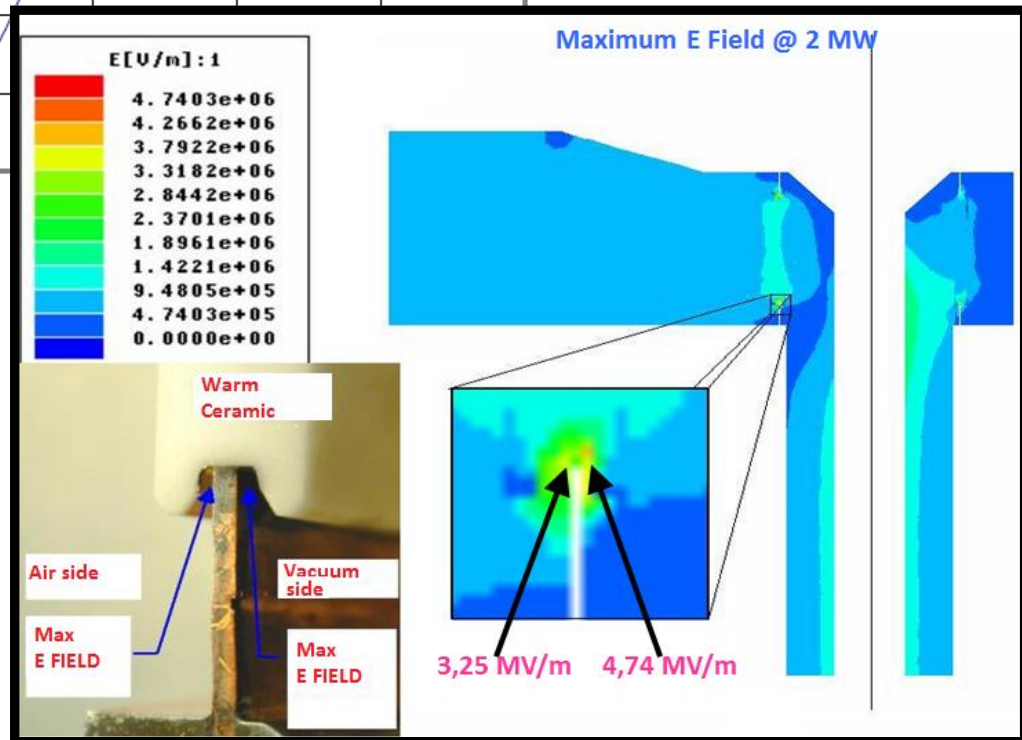 Maximum E Field @ 2 MW
E[V/m]:1
4.7403e+06
4.2662e+06
3.7922e+06
3.3182e+06
2.8442e+06
2.3701e+06
1.8961e+06
1.4221e+06
9.4805e+05
4.7403e+05
0.0000e+00
Warm
Ceramic
Air side
Vacuum
side
Max
E FIELD
Max
E FIELD
3,25 MV/m
4,74 MV/m